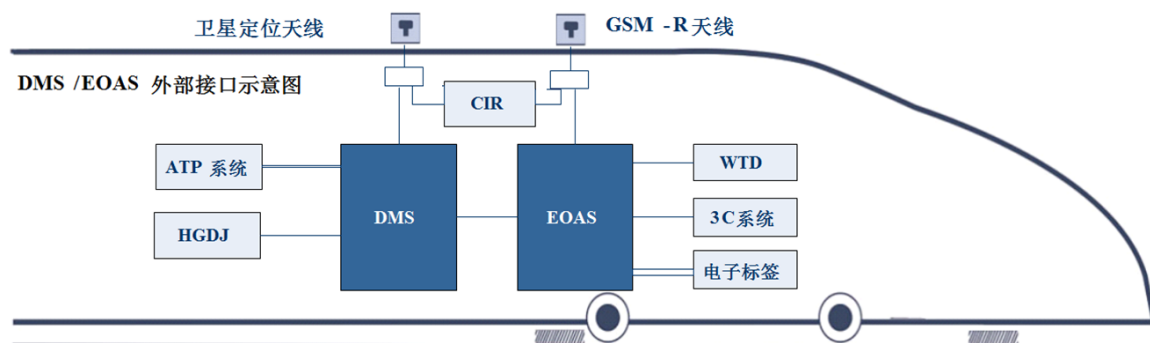 卫星定位天线
GSM -R天线
DMS /EOAS 外部接口示意图
CIR
ATP 系统
DMS
EOAS
WTD
HGDJ
3C系统
电子标签